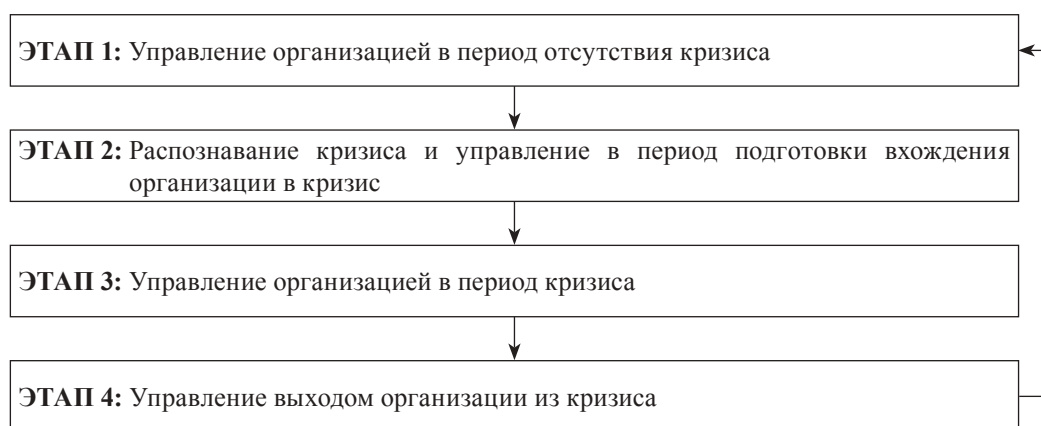 ЭТАП 1: Управление организацией в период отсутствия кризиса
ЭТАП 2: Распознавание кризиса и управление в период подготовки вхождения
организации в кризис
ЭТАП 3: Управление организацией в период кризиса
ЭТАП 4: Управление выходом организации из кризиса